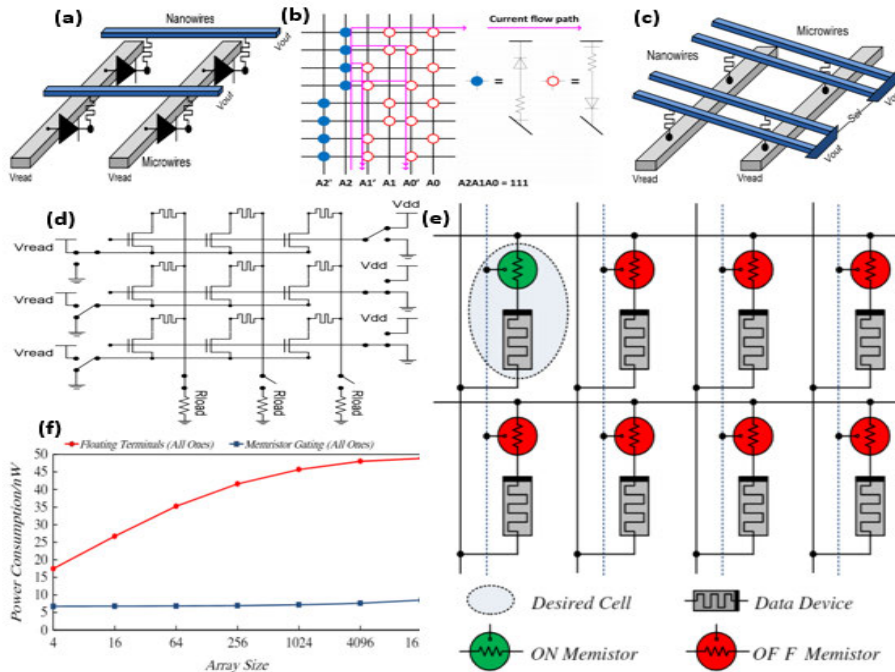 (a)
Nanowires
Vout
Vout
Microwires
Vread
Vread
(b)
A2' A2 A1' A1 A0' A0
Current flow path
=
=
A2A1A0 = 111
(c)
Microwires
Nanowires
Vout
Sel
Vout
Vread
Vread
(d)
Vdd
Vread
Vdd
Vread
Vdd
Vread
Rload
Rload
Rload
(e)
Desired Cell
Data Device
ON Memistor
OF F Memistor
(f)
Floating Terminals (All Ones)
Memristor Gating (All Ones)
Power Consumption/nW
50
45
40
35
30
25
20
15
10
5
0
4 16 64 256 1024 4096 16
Array Size